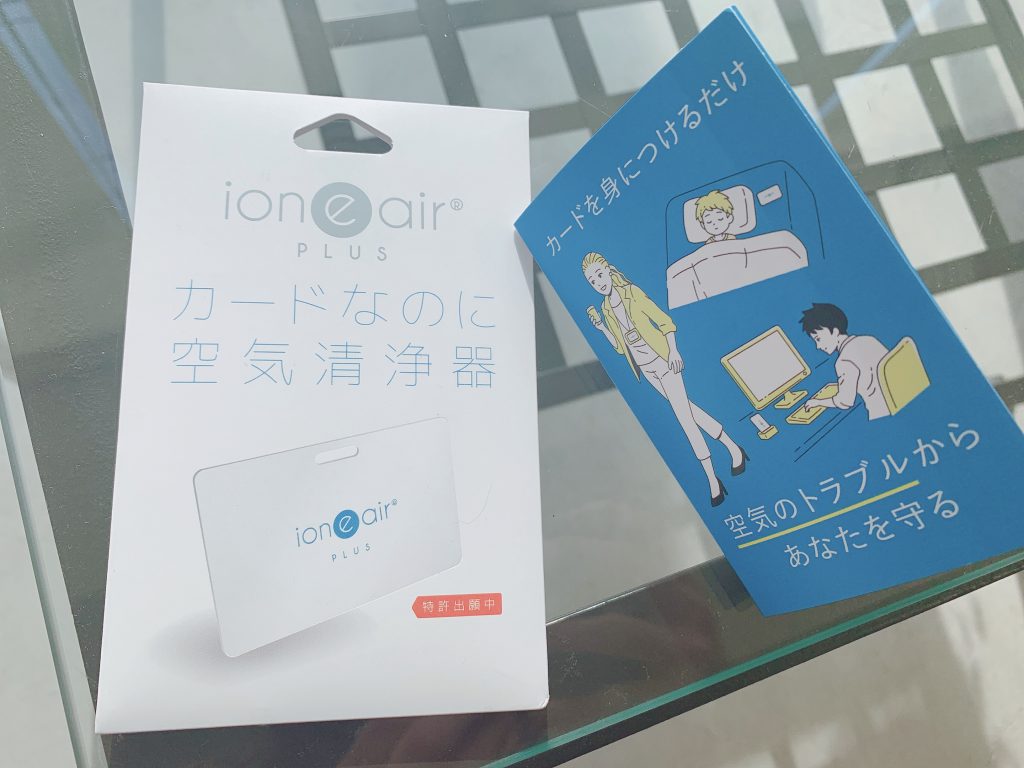 ioneair®
PLUS
カードなのに
空気清浄器
ioneair®
PLUS
特許出願中
カードを身につけるだけ
空気のトラブルから
あなたを守る